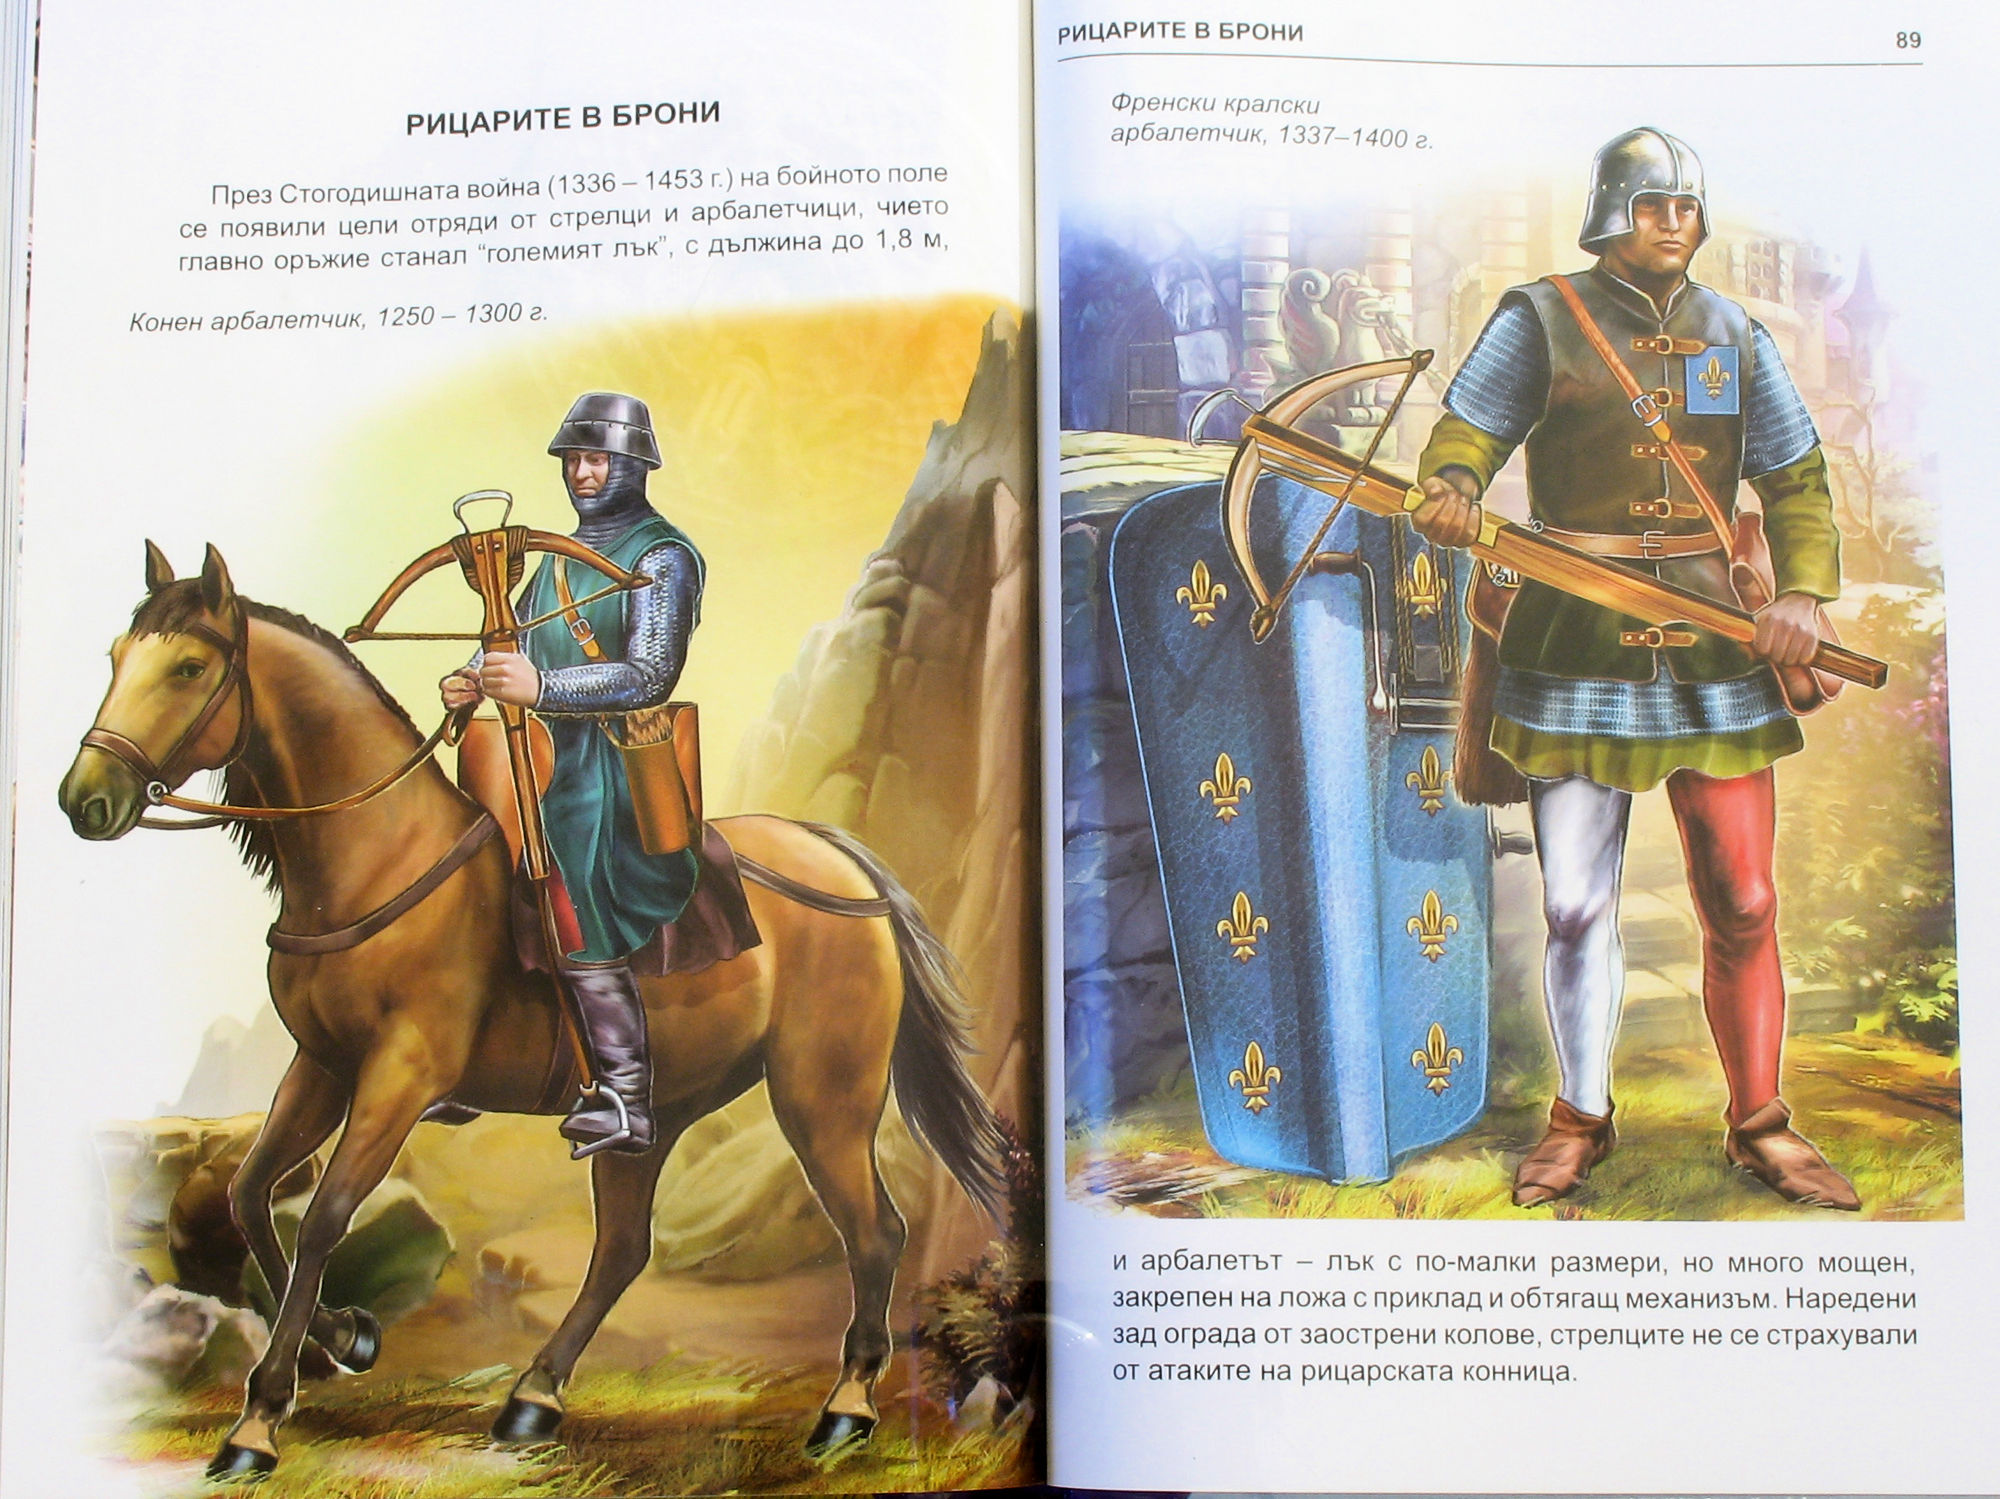 РИЦАРИТЕ В БРОНИ
През Стогодишната война (1336 – 1453 г.) на бойното поле
се появили цели отряди от стрелци и арбалетчици, чието
главно оръжие станал “големият лък”, с дължина до 1,8 м,
Конен арбалетчик, 1250 – 1300 г.
РИЦАРИТЕ В БРОНИ 89
Френски кралски
арбалетчик, 1337–1400 г.
и арбалетът – лък с по-малки размери, но много мощен,
закрепен на ложа с приклад и обтягащ механизъм. Наредени
зад ограда от заострени колове, стрелците не се страхували
от атаките на рицарската конница.